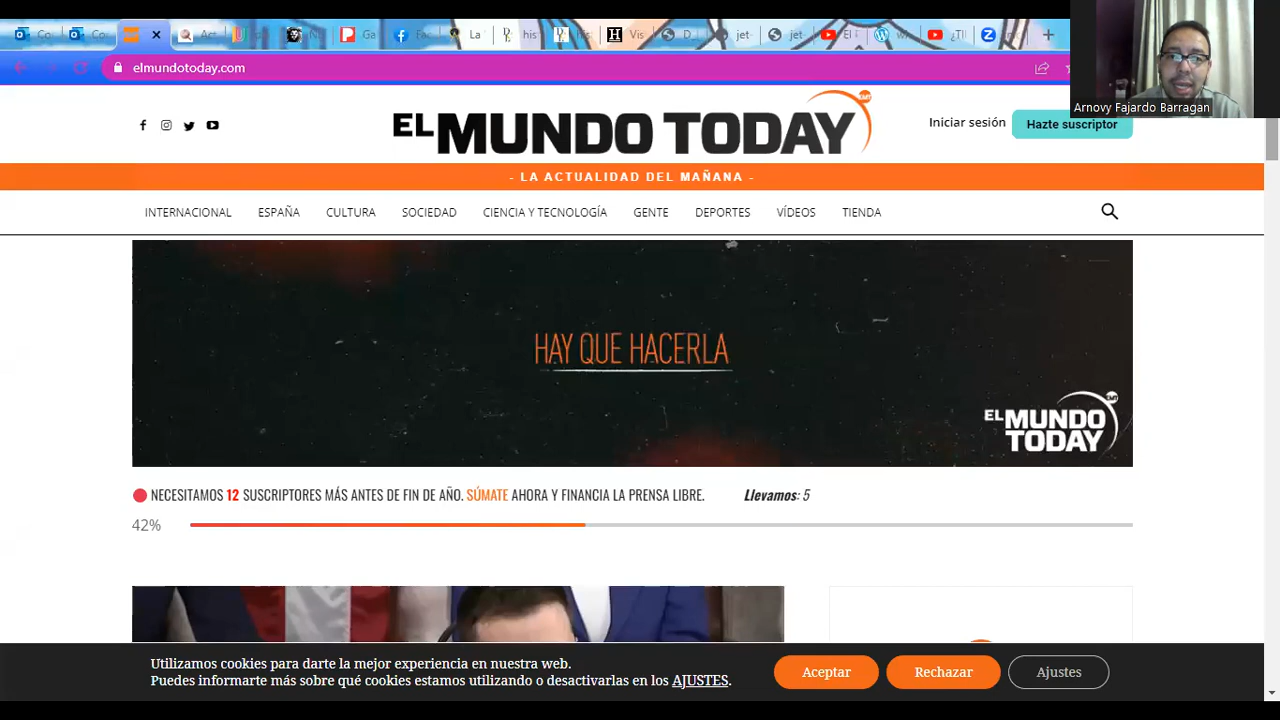 elmundotoday.com
Arnovy Fajardo Barragan
EL MUNDO TODAY
EMT
Iniciar sesión
Hazte suscriptor
- LA ACTUALIDAD DEL MAÑANA -
INTERNACIONAL ESPAÑA CULTURA SOCIEDAD CIENCIA Y TECNOLOGÍA GENTE DEPORTES VÍDEOS TIENDA
HAY QUE HACERLA
EMT
EL MUNDO
TODAY
NECESITAMOS 12 SUSCRIPTORES MÁS ANTES DE FIN DE AÑO. SÚMATE AHORA Y FINANCIA LA PRENSA LIBRE. Llevamos: 5
42%
Utilizamos cookies para darte la mejor experiencia en nuestra web.
Puedes informarte más sobre qué cookies estamos utilizando o desactivarlas en los AJUSTES.
Aceptar
Rechazar
Ajustes